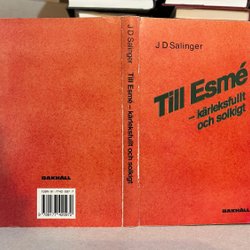 J D Salinger
Till Esmé
– kärleksfullt
och solkigt
BAKHÅLL
J D Salinger Till Esmé – kärleksfullt och solkigt
BAKHÅLL